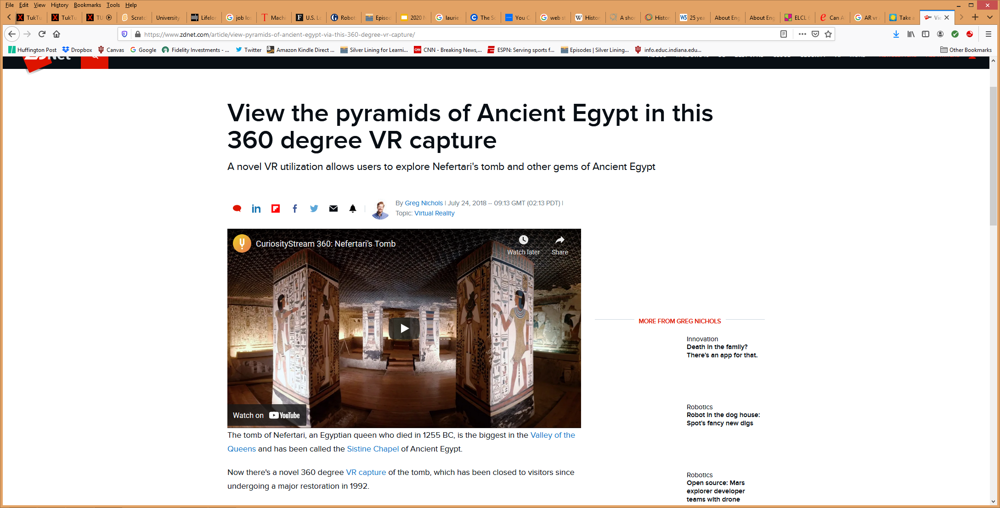 File Edit View History Bookmarks Tools Help
TukTu TukTu TU Scratc University Lifelon job los Machi U.S. Lo Robot Episod 2020 N laurie The Sc You C web st Histor A shor Histor 25 yea About Eng About Eng ELCL 6 Can A AR vr Take a Vie
https://www.zdnet.com/article/view-pyramids-of-ancient-egypt-via-this-360-degree-vr-capture/
Huffington Post Dropbox Canvas Google Fidelity Investments - ... Twitter Amazon Kindle Direct ... Silver Lining for Learni... CNN - Breaking News,... ESPN: Serving sports f... Episodes | Silver Lining... info.educ.indiana.edu... Other Bookmarks
View the pyramids of Ancient Egypt in this
360 degree VR capture
A novel VR utilization allows users to explore Nefertari's tomb and other gems of Ancient Egypt
By Greg Nichols | July 24, 2018 -- 09:13 GMT (02:13 PDT) |
Topic: Virtual Reality
CuriosityStream 360: Nefertari's Tomb
Watch later Share
Watch on YouTube
The tomb of Nefertari, an Egyptian queen who died in 1255 BC, is the biggest in the Valley of the
Queens and has been called the Sistine Chapel of Ancient Egypt.
Now there's a novel 360 degree VR capture of the tomb, which has been closed to visitors since
undergoing a major restoration in 1992.
MORE FROM GREG NICHOLS
Innovation
Death in the family?
There's an app for that.
Robotics
Robot in the dog house:
Spot's fancy new digs
Robotics
Open source: Mars
explorer developer
teams with drone